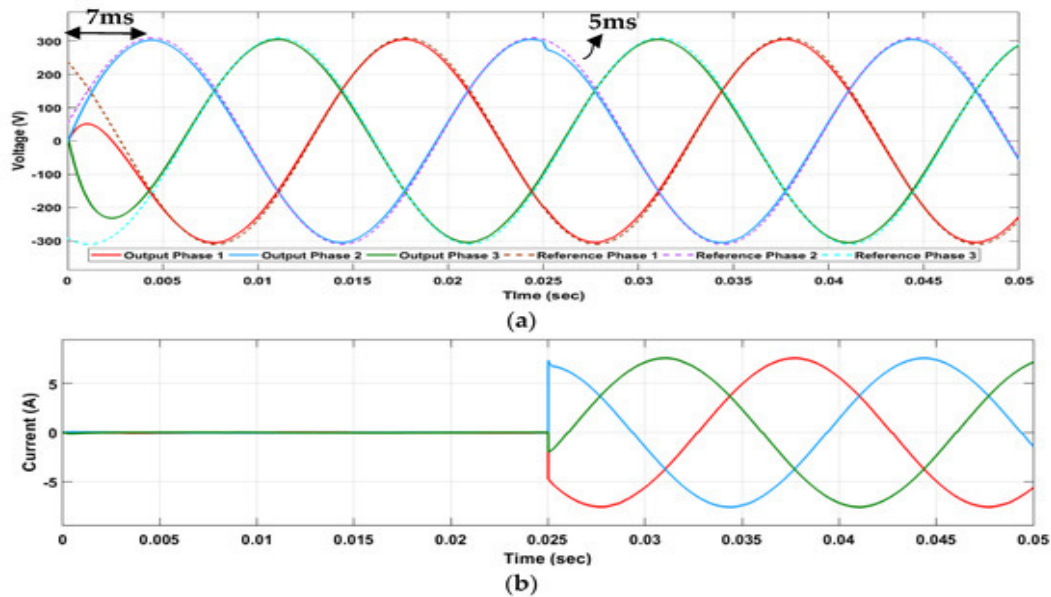 7ms
5ms
300
200
100
0
-100
-200
-300
Voltage (V)
Output Phase 1 Output Phase 2 Output Phase 3 Reference Phase 1 Reference Phase 2 Reference Phase 3
0 0.005 0.01 0.015 0.02 0.025 0.03 0.035 0.04 0.045 0.05
Time (sec)
(a)
5
0
-5
Current (A)
0 0.005 0.01 0.015 0.02 0.025 0.03 0.035 0.04 0.045 0.05
Time (sec)
(b)